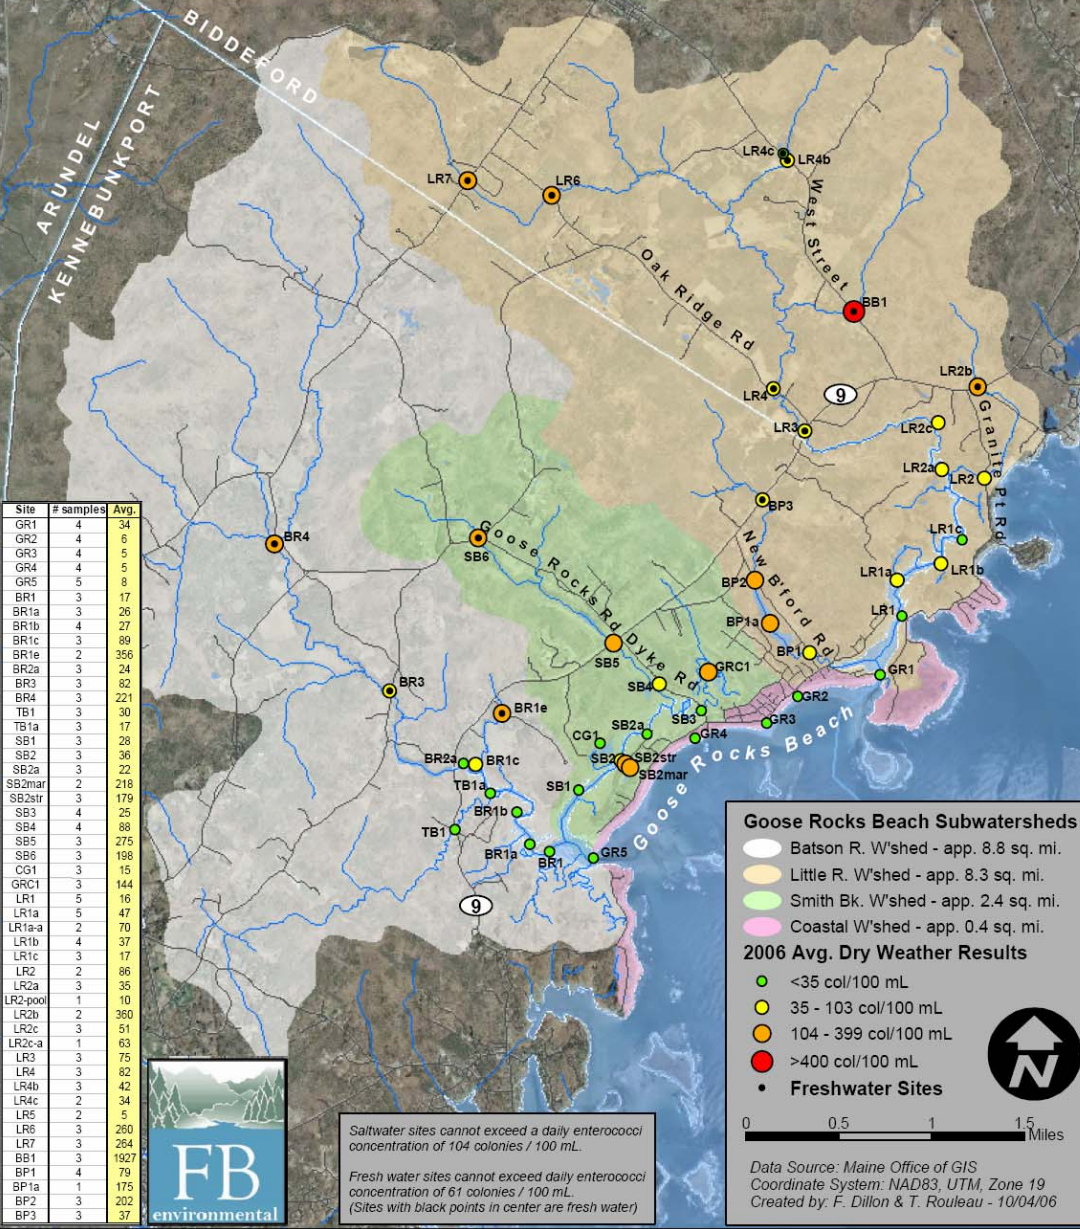 BIDDEFORD
ARUNDEL
KENNEBUNKPORT
LR4c
LR4b
LR7
LR6
West Street
Oak Ridge Rd
BB1
LR2b
LR4
9
LR3
LR2c
Granite Pt Rd
LR2a
LR2
BP3
LR1c
BR4
Goose Rocks Rd
SB6
New B'ford Rd
BP2
LR1a
LR1b
BP1a
LR1
Dyke Rd
SB5
BP1
GRC1
GR1
SB4
BR3
GR2
BR1e
SB3
GR3
SB2a
CG1
GR4
Goose Rocks Beach
BR2a
BR1c
SB2
SB2str
SB2mar
TB1a
SB1
BR1b
TB1
BR1a
BR1
GR5
9
Site # samples Avg.
GR1 4 34
GR2 4 6
GR3 4 5
GR4 4 5
GR5 5 8
BR1 3 17
BR1a 3 26
BR1b 4 27
BR1c 3 89
BR1e 2 356
BR2a 3 24
BR3 3 82
BR4 3 221
TB1 3 30
TB1a 3 17
SB1 3 28
SB2 3 36
SB2a 3 22
SB2mar 2 218
SB2str 3 179
SB3 4 25
SB4 4 88
SB5 3 275
SB6 3 198
CG1 3 15
GRC1 3 144
LR1 5 16
LR1a 5 47
LR1a-a 2 70
LR1b 4 37
LR1c 3 17
LR2 2 86
LR2a 3 35
LR2-pool 1 10
LR2b 2 360
LR2c 3 51
LR2c-a 1 63
LR3 3 75
LR4 3 82
LR4b 3 42
LR4c 2 34
LR5 2 5
LR6 3 260
LR7 3 264
BB1 3 1927
BP1 4 79
BP1a 1 175
BP2 3 202
BP3 3 37
FB
environmental
Saltwater sites cannot exceed a daily enterococci
concentration of 104 colonies / 100 mL.
Fresh water sites cannot exceed daily enterococci
concentration of 61 colonies / 100 mL.
(Sites with black points in center are fresh water)
Goose Rocks Beach Subwatersheds
Batson R. W'shed - app. 8.8 sq. mi.
Little R. W'shed - app. 8.3 sq. mi.
Smith Bk. W'shed - app. 2.4 sq. mi.
Coastal W'shed - app. 0.4 sq. mi.
2006 Avg. Dry Weather Results
<35 col/100 mL
35 - 103 col/100 mL
104 - 399 col/100 mL
>400 col/100 mL
Freshwater Sites
N
0 0.5 1 1.5
Miles
Data Source: Maine Office of GIS
Coordinate System: NAD83, UTM, Zone 19
Created by: F. Dillon & T. Rouleau - 10/04/06